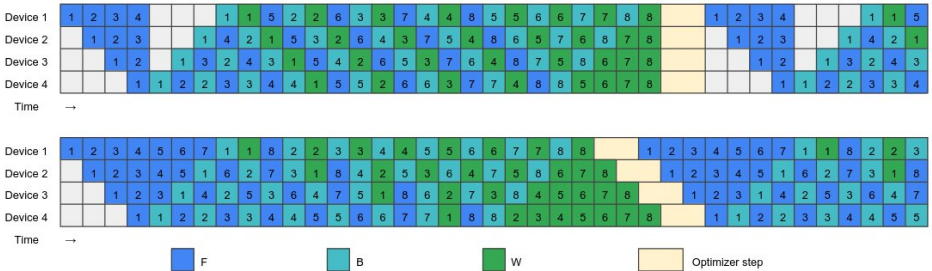 Device 1 1 2 3 4 1 1 5 2 2 6 3 3 7 4 4 8 5 5 6 6 7 7 8 8 1 2 3 4 1 1 5
Device 2 1 2 3 1 4 2 1 5 3 2 6 4 3 7 5 4 8 6 5 7 6 8 7 8 1 2 3 1 4 2 1
Device 3 1 2 1 3 2 4 3 1 5 4 2 6 5 3 7 6 4 8 7 5 8 6 7 8 1 2 1 3 2 4 3
Device 4 1 1 2 2 3 3 4 4 1 5 5 2 6 6 3 7 7 4 8 8 5 6 7 8 1 1 2 2 3 3 4
Time →
Device 1 1 2 3 4 5 6 7 1 1 8 2 2 3 3 4 4 5 5 6 6 7 7 8 8 1 2 3 4 5 6 7 1 1 8 2 2 3
Device 2 1 2 3 4 5 1 6 2 7 3 1 8 4 2 5 3 6 4 7 5 8 6 7 8 1 2 3 4 5 1 6 2 7 3 1 8
Device 3 1 2 3 1 4 2 5 3 6 4 7 5 1 8 6 2 7 3 8 4 5 6 7 8 1 2 3 1 4 2 5 3 6 4 7
Device 4 1 1 2 2 3 3 4 4 5 5 6 6 7 7 1 8 8 2 3 4 5 6 7 8 1 1 2 2 3 3 4 4 5 5
Time →
F B W Optimizer step